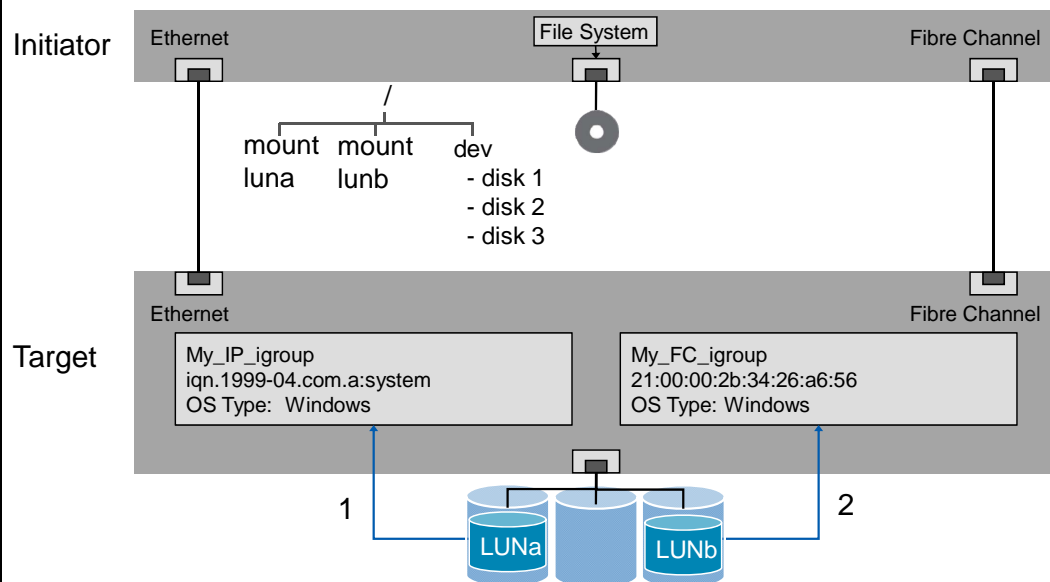 Initiator
Ethernet
File System
Fibre Channel
/
mount mount dev
luna lunb - disk 1
- disk 2
- disk 3
Ethernet
Fibre Channel
Target
My_IP_igroup
iqn.1999-04.com.a:system
OS Type: Windows
My_FC_igroup
21:00:00:2b:34:26:a6:56
OS Type: Windows
1
2
LUNa
LUNb